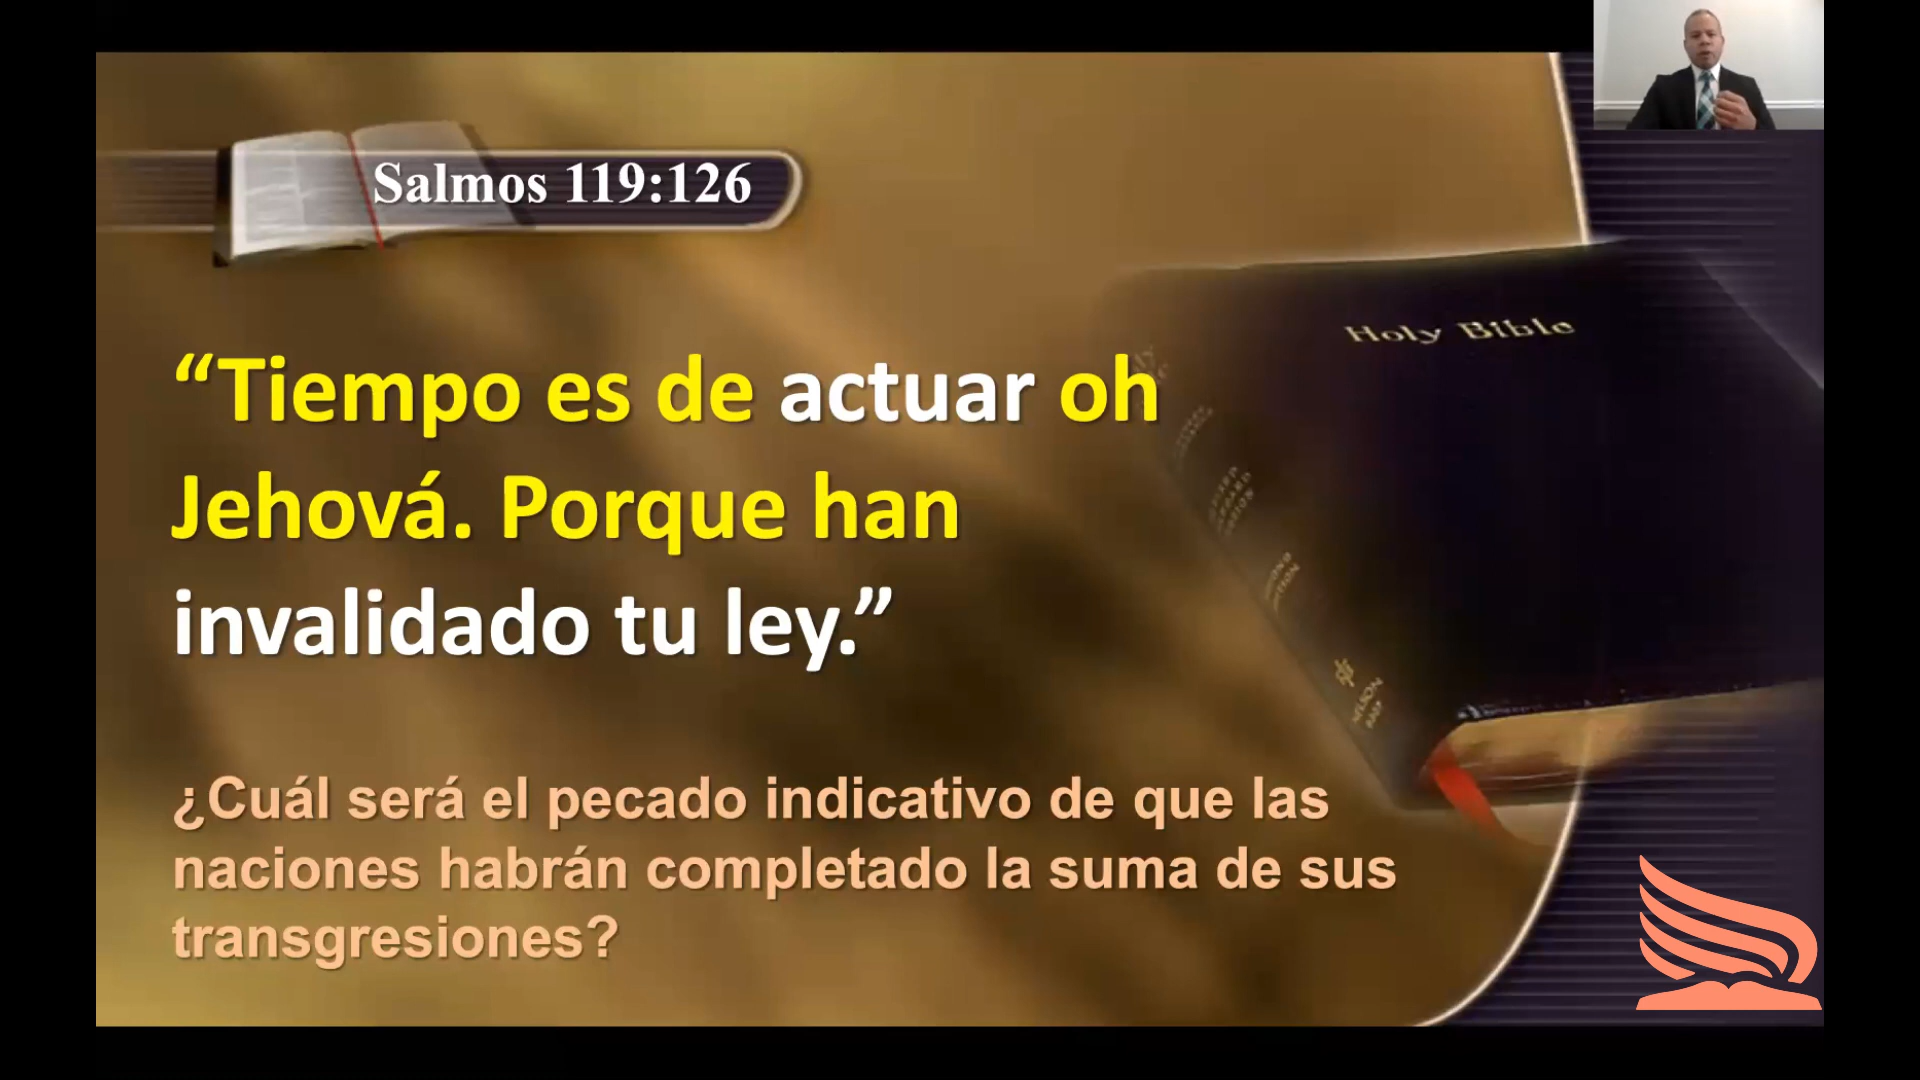 Salmos 119:126
Holy Bible
“Tiempo es de actuar oh
Jehová. Porque han
invalidado tu ley.”
¿Cuál será el pecado indicativo de que las
naciones habrán completado la suma de sus
transgresiones?